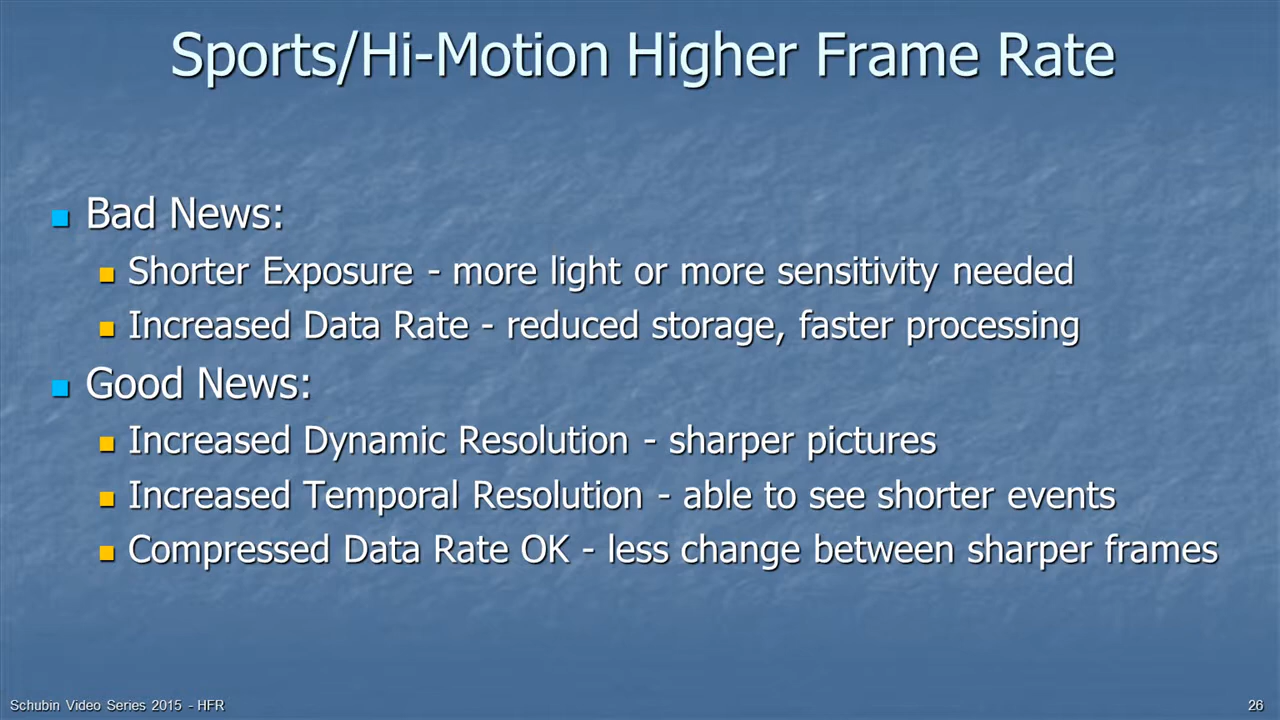 Sports/Hi-Motion Higher Frame Rate
Bad News:
Shorter Exposure - more light or more sensitivity needed
Increased Data Rate - reduced storage, faster processing
Good News:
Increased Dynamic Resolution - sharper pictures
Increased Temporal Resolution - able to see shorter events
Compressed Data Rate OK - less change between sharper frames
Schubin Video Series 2015 - HFR
26